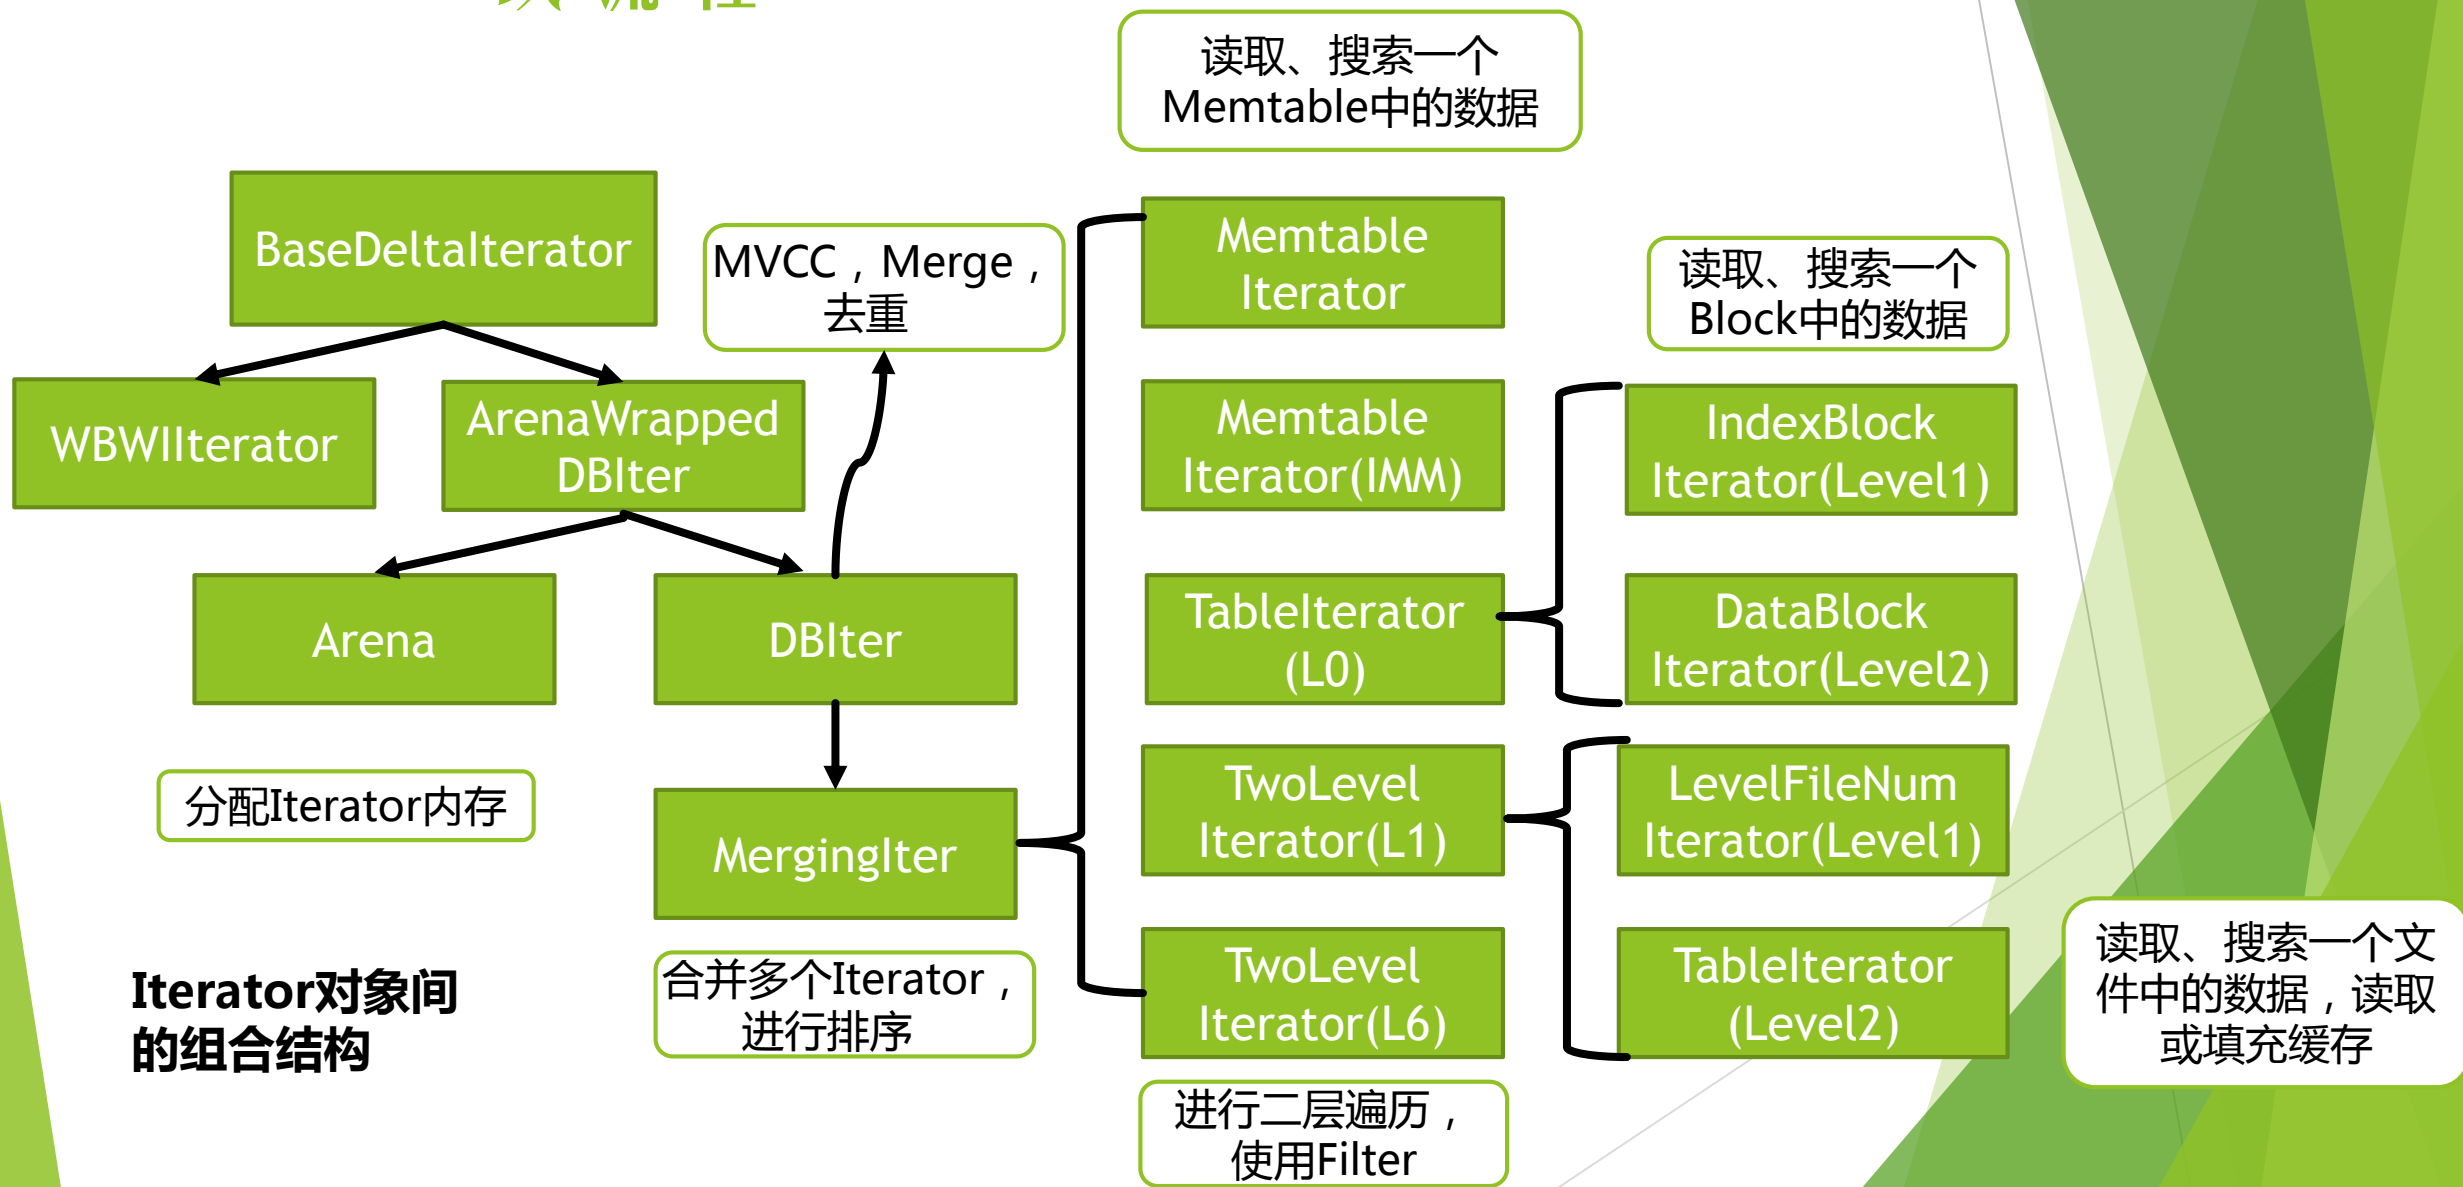 读取、搜索一个
Memtable中的数据
BaseDeltaIterator
MVCC，Merge，
去重
Memtable
Iterator
读取、搜索一个
Block中的数据
WBWIIterator
ArenaWrapped
DBIter
Memtable
Iterator(IMM)
IndexBlock
Iterator(Level1)
Arena
DBIter
TableIterator
(L0)
DataBlock
Iterator(Level2)
分配Iterator内存
MergingIter
TwoLevel
Iterator(L1)
LevelFileNum
Iterator(Level1)
Iterator对象间
的组合结构
合并多个Iterator，
进行排序
TwoLevel
Iterator(L6)
TableIterator
(Level2)
读取、搜索一个文
件中的数据，读取
或填充缓存
进行二层遍历，
使用Filter